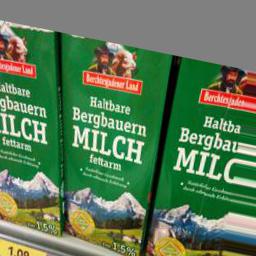 Berchtesgadener Land
Haltbare
Bergbauern
MILCH
fettarm
1,5%
Berchtesgadener Land
Haltbare
Bergbauern
MILCH
fettarm
1,5%
Berchtesgaden
Haltba
Bergbau
MILC
1.09